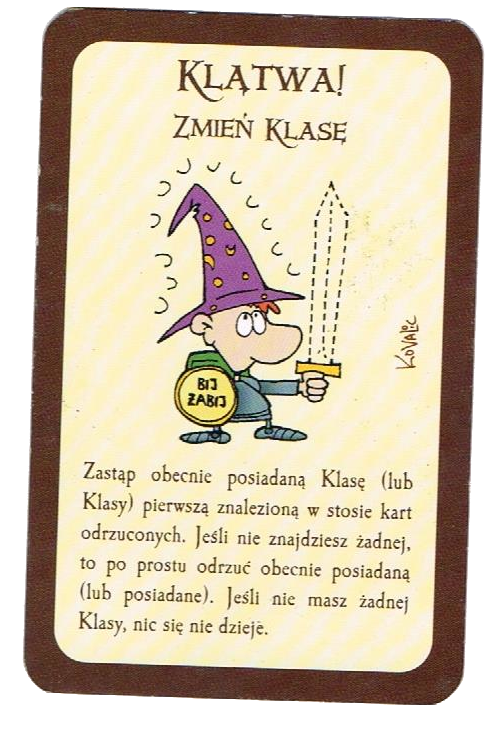 KLĄTWA!
ZMIEŃ KLASĘ
BIJ
ZABIJ
KOVALIC
Zastąp obecnie posiadaną Klasę (lub
Klasy) pierwszą znalezioną w stosie kart
odrzuconych. Jeśli nie znajdziesz żadnej,
to po prostu odrzuć obecnie posiadaną
(lub posiadane). Jeśli nie masz żadnej
Klasy, nic się nie dzieje.